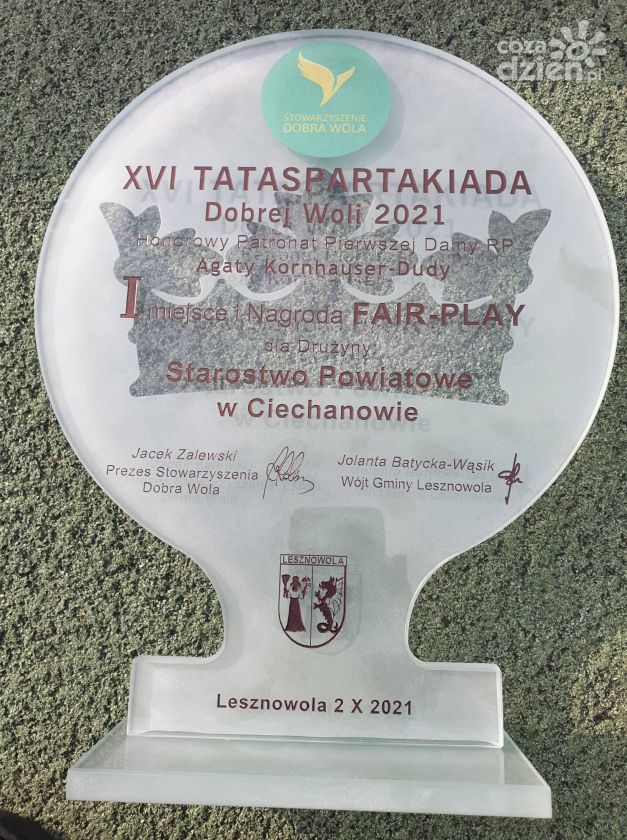 coza
dzień.pl
STOWARZYSZENIE
DOBRA WOLA
XVI TATASPARTAKIADA
Dobrej Woli 2021
Honorowy Patronat Pierwszej Damy RP
Agaty Kornhauser-Dudy
I miejsce i Nagroda FAIR-PLAY
dla Drużyny:
Starostwo Powiatowe
w Ciechanowie
Jacek Zalewski
Prezes Stowarzyszenia
Dobra Wola
Jolanta Batycka-Wąsik
Wójt Gminy Lesznowola
LESZNOWOLA
Lesznowola 2 X 2021